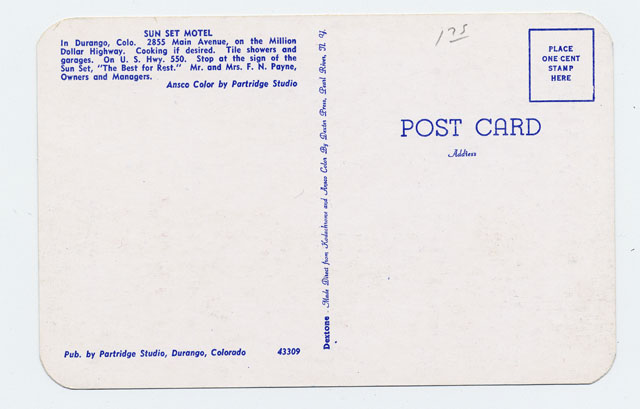 SUN SET MOTEL
In Durango, Colo. 2855 Main Avenue, on the Million
Dollar Highway. Cooking if desired. Tile showers and
garages. On U. S. Hwy. 550. Stop at the sign of the
Sun Set, "The Best for Rest." Mr. and Mrs. F. N. Payne,
Owners and Managers.
Ansco Color by Partridge Studio
Pub. by Partridge Studio, Durango, Colorado 43309
Dextone - Made Direct from Kodachrome and Ansco Color By Dexter Press, Pearl River, N. Y.
175
PLACE
ONE CENT
STAMP
HERE
POST CARD
Address